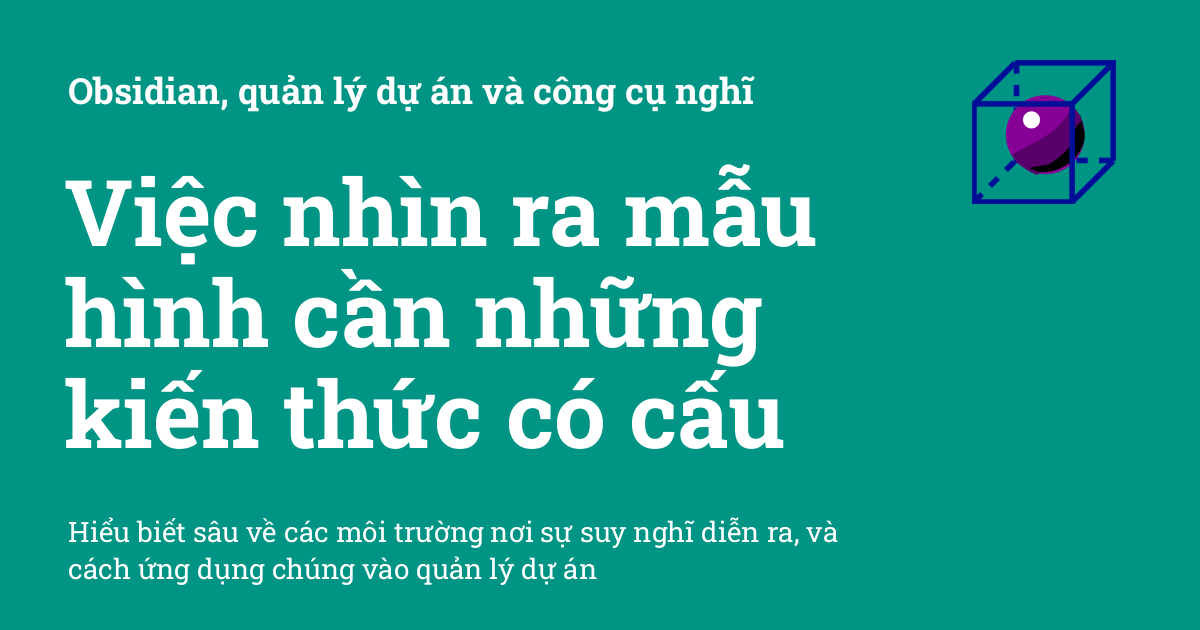 Obsidian, quản lý dự án và công cụ nghĩ
Việc nhìn ra mẫu
hình cần những
kiến thức có cấu
Hiểu biết sâu về các môi trường nơi sự suy nghĩ diễn ra, và
cách ứng dụng chúng vào quản lý dự án